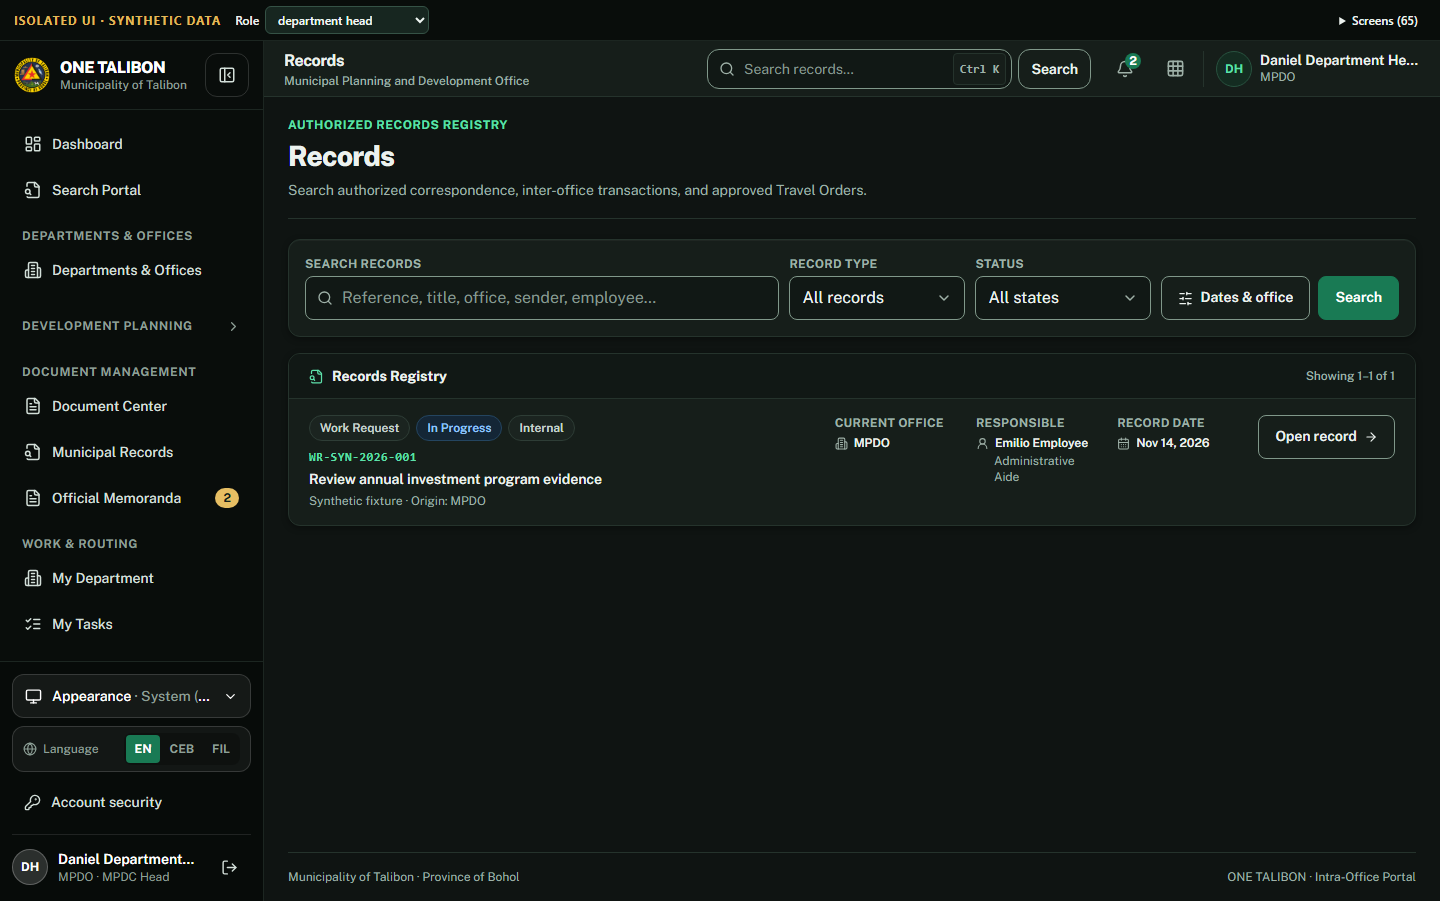 ISOLATED UI · SYNTHETIC DATA
Role
department head
Screens (65)
ONE TALIBON
Municipality of Talibon
Records
Municipal Planning and Development Office
Search records...
Ctrl K
Search
2
DH
Daniel Department He...
MPDO
Dashboard
Search Portal
DEPARTMENTS & OFFICES
Departments & Offices
DEVELOPMENT PLANNING
DOCUMENT MANAGEMENT
Document Center
Municipal Records
Official Memoranda
2
WORK & ROUTING
My Department
My Tasks
Appearance · System (...
Language
EN
CEB
FIL
Account security
DH
Daniel Department...
MPDO · MPDC Head
AUTHORIZED RECORDS REGISTRY
Records
Search authorized correspondence, inter-office transactions, and approved Travel Orders.
SEARCH RECORDS
Reference, title, office, sender, employee...
RECORD TYPE
All records
STATUS
All states
Dates & office
Search
Records Registry
Showing 1–1 of 1
Work Request
In Progress
Internal
WR-SYN-2026-001
Review annual investment program evidence
Synthetic fixture · Origin: MPDO
CURRENT OFFICE
MPDO
RESPONSIBLE
Emilio Employee
Administrative
Aide
RECORD DATE
Nov 14, 2026
Open record
Municipality of Talibon · Province of Bohol
ONE TALIBON · Intra-Office Portal